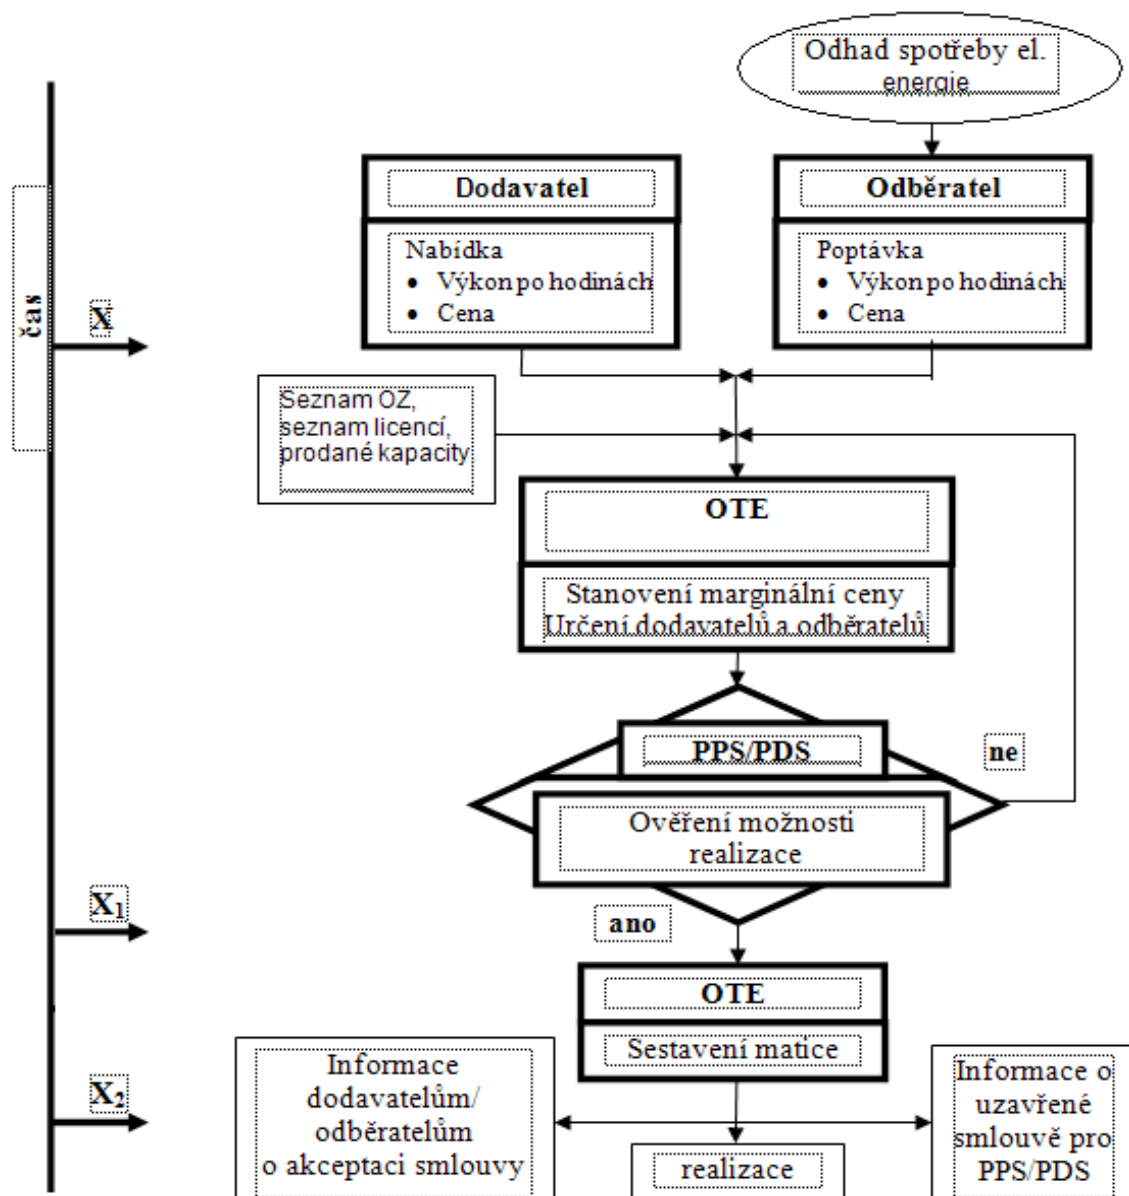 Odhad spotřeby el.
energie
Dodavatel
Nabídka
• Výkon po hodinách
• Cena
Odběratel
Poptávka
• Výkon po hodinách
• Cena
čas
X
Seznam OZ,
seznam licencí,
prodané kapacity
OTE
Stanovení marginální ceny
Určení dodavatelů a odběratelů
PPS/PDS
Ověření možnosti
realizace
ne
ano
X₁
OTE
Sestavení matice
X₂
Informace
dodavatelům/
odběratelům
o akceptaci smlouvy
realizace
Informace o
uzavřené
smlouvě pro
PPS/PDS